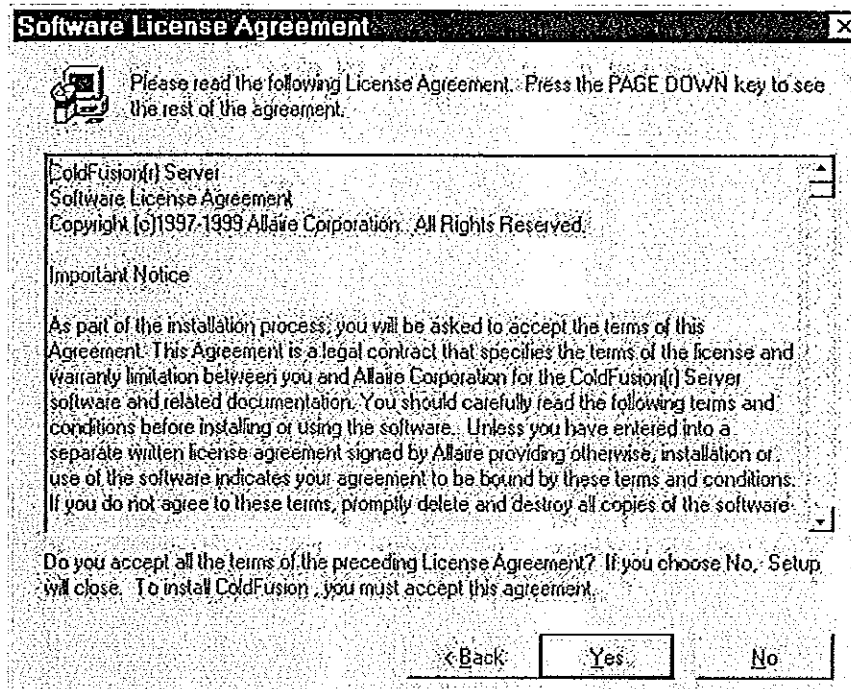 Software License Agreement
Please read the following License Agreement. Press the PAGE DOWN key to see
the rest of the agreement.
ColdFusion(r) Server
Software License Agreement
Copyright (c)1997-1999 Allaire Corporation. All Rights Reserved.
Important Notice
As part of the installation process, you will be asked to accept the terms of this
Agreement. This Agreement is a legal contract that specifies the terms of the license and
warranty limitation between you and Allaire Corporation for the ColdFusion(r) Server
software and related documentation. You should carefully read the following terms and
conditions before installing or using the software. Unless you have entered into a
separate written license agreement signed by Allaire providing otherwise, installation or
use of the software indicates your agreement to be bound by these terms and conditions.
If you do not agree to these terms, promptly delete and destroy all copies of the software
Do you accept all the terms of the preceding License Agreement? If you choose No, Setup
will close. To install ColdFusion , you must accept this agreement.
< Back Yes No